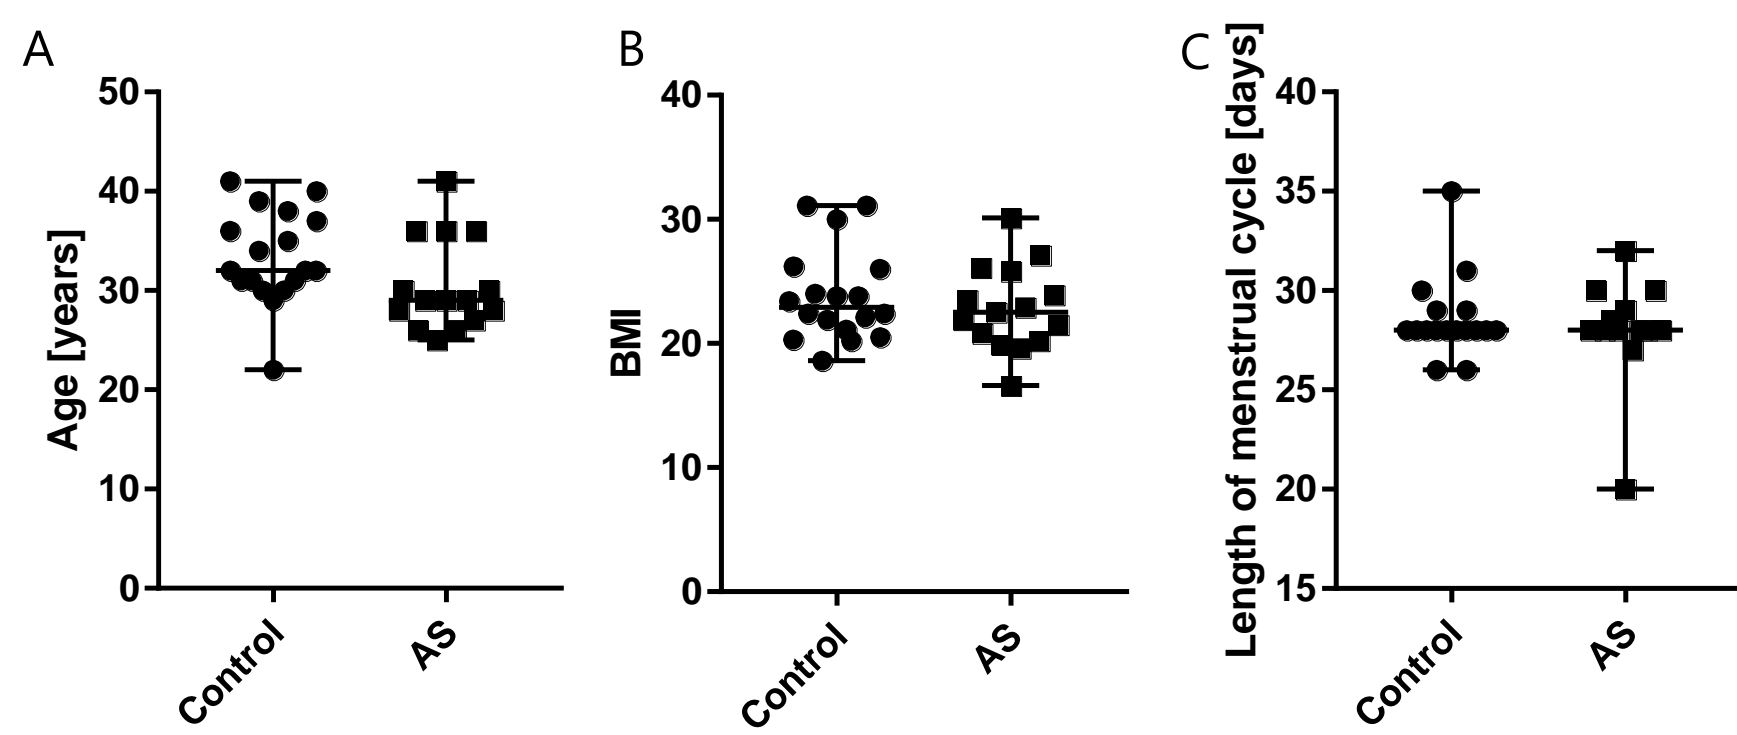 A
Age [years]
50
40
30
20
10
0
Control
AS
B
BMI
40
30
20
10
0
Control
AS
C
Length of menstrual cycle [days]
40
35
30
25
20
15
Control
AS